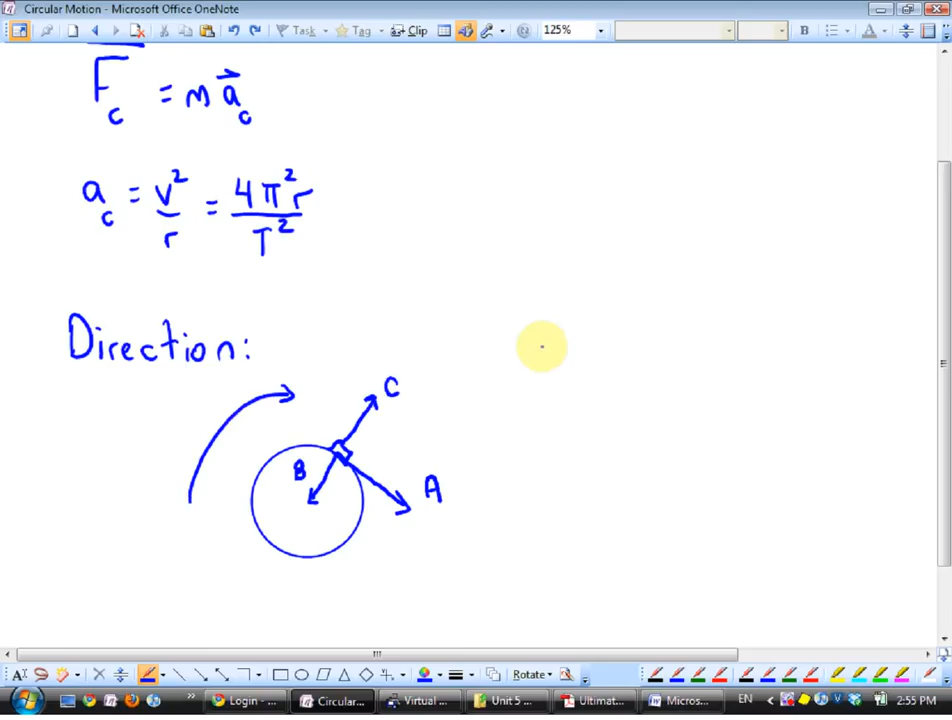 Circular Motion - Microsoft Office OneNote
Task Tag Clip 125% B A
F_c = m a⃗_c
a_c = v²/r = 4π²r/T²
Direction:
C
B
A
Rotate
Login - ... Circular... Virtual ... Unit 5 ... Ultimat... Micros... EN 2:55 PM